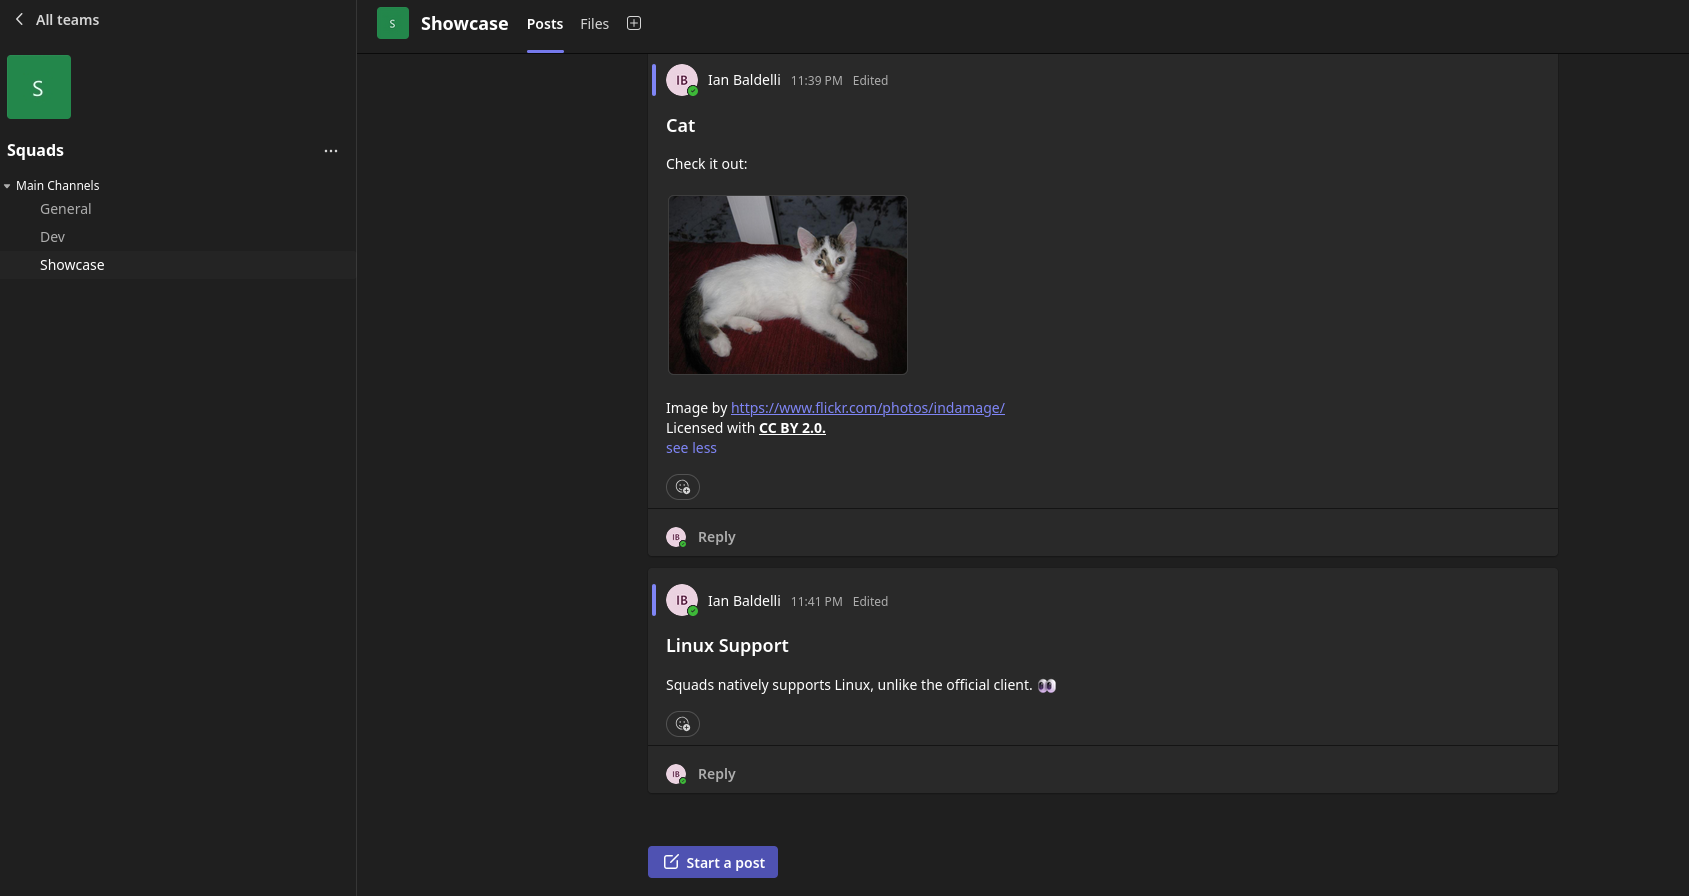 All teams
S
Squads
Main Channels
General
Dev
Showcase
S Showcase Posts Files
IB Ian Baldelli 11:39 PM Edited
Cat
Check it out:
Image by https://www.flickr.com/photos/indamage/
Licensed with CC BY 2.0.
see less
IB Reply
IB Ian Baldelli 11:41 PM Edited
Linux Support
Squads natively supports Linux, unlike the official client. 👀
IB Reply
Start a post